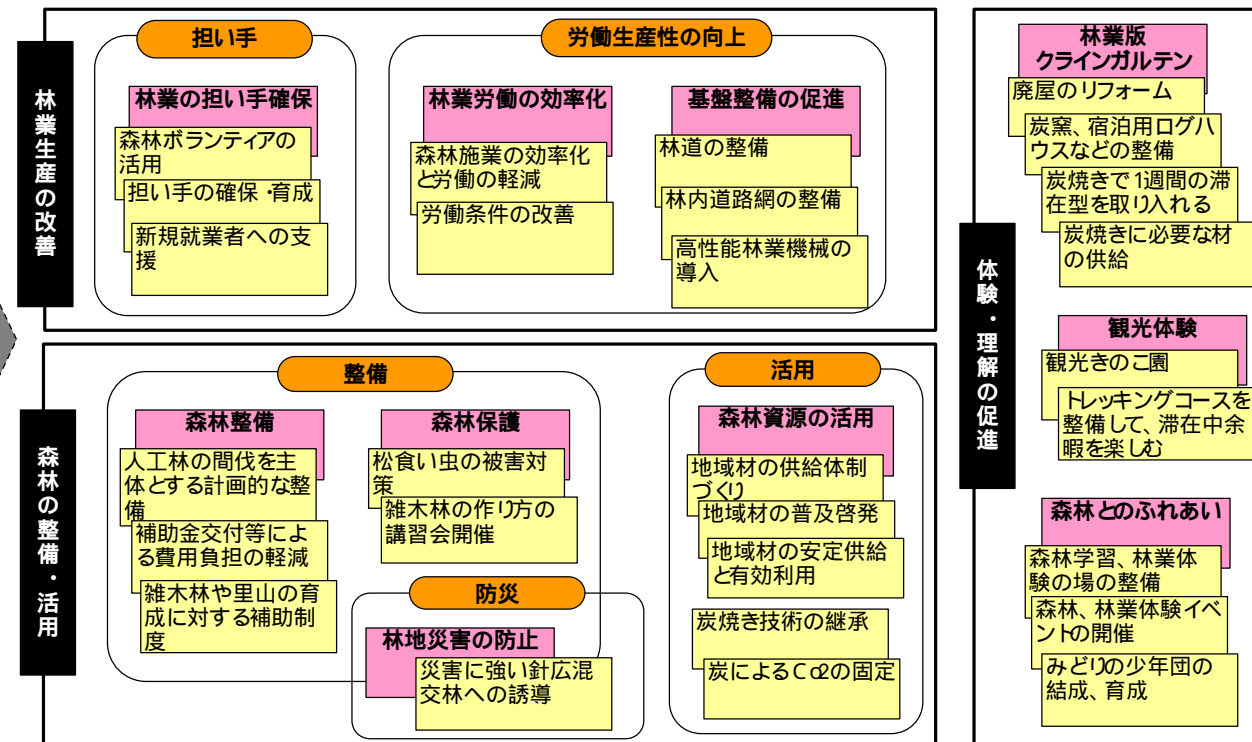 林業生産の改善
担い手
林業の担い手確保
森林ボランティアの
活用
担い手の確保・育成
新規就業者への支
援
労働生産性の向上
林業労働の効率化
森林施業の効率化
と労働の軽減
労働条件の改善
基盤整備の促進
林道の整備
林内道路網の整備
高性能林業機械の
導入
森林の整備・活用
整備
森林整備
人工林の間伐を主
体とする計画的な整
備
補助金交付等によ
る費用負担の軽減
雑木林や里山の育
成に対する補助制
度
森林保護
松食い虫の被害対
策
雑木林の作り方の
講習会開催
防災
林地災害の防止
災害に強い針広混
交林への誘導
活用
森林資源の活用
地域材の供給体制
づくり
地域材の普及啓発
地域材の安定供給
と有効利用
炭焼き技術の継承
炭によるCo2の固定
体験・理解の促進
林業版
クラインガルテン
廃屋のリフォーム
炭窯、宿泊用ログハ
ウスなどの整備
炭焼きで1週間の滞
在型を取り入れる
炭焼きに必要な材
の供給
観光体験
観光きのこ園
トレッキングコースを
整備して、滞在中余
暇を楽しむ
森林とのふれあい
森林学習、林業体
験の場の整備
森林、林業体験イベ
ントの開催
みどりの少年団の
結成、育成